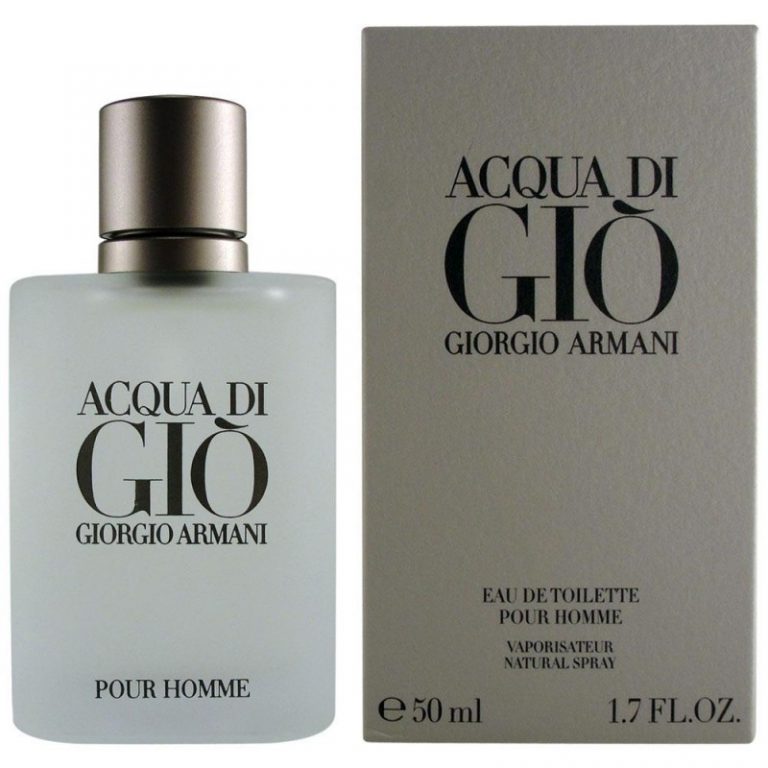 ACQUA DI
GIÒ
GIORGIO ARMANI
POUR HOMME
ACQUA DI
GIÒ
GIORGIO ARMANI
EAU DE TOILETTE
POUR HOMME
VAPORISATEUR
NATURAL SPRAY
℮ 50 ml 1.7 FL.OZ.